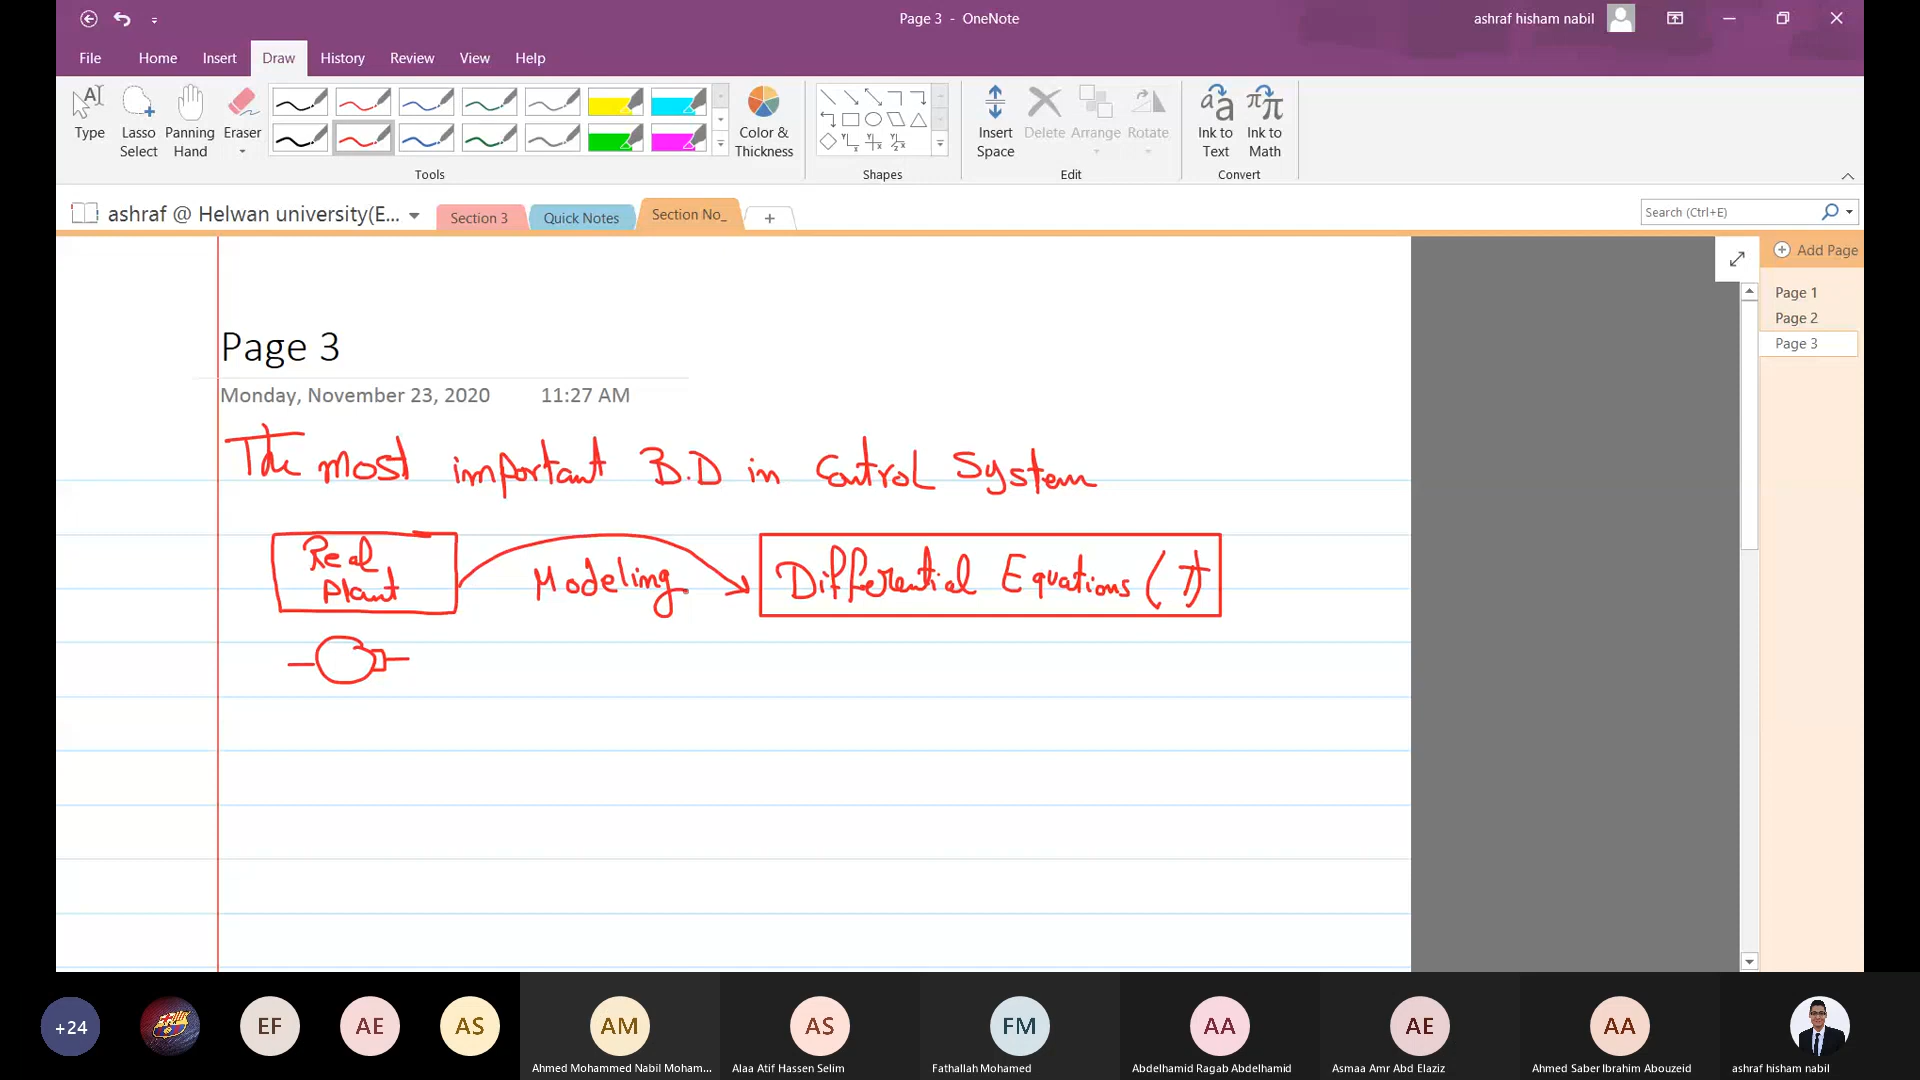 Page 3 - OneNote
ashraf hisham nabil
File Home Insert Draw History Review View Help
Type
Lasso Select
Panning Hand
Eraser
Color & Thickness
Insert Space
Delete
Arrange
Rotate
Ink to Text
Ink to Math
Tools
Shapes
Edit
Convert
ashraf @ Helwan university(E...
Section 3
Quick Notes
Section No_
Search (Ctrl+E)
Add Page
Page 1
Page 2
Page 3
Page 3
Monday, November 23, 2020 11:27 AM
The most important B.D in Control System
Real
Plant
Modeling
Differential Equations (
+24
EF
AE
AS
AM
AS
FM
AA
AE
AA
Ahmed Mohammed Nabil Moham...
Alaa Atif Hassen Selim
Fathallah Mohamed
Abdelhamid Ragab Abdelhamid
Asmaa Amr Abd Elaziz
Ahmed Saber Ibrahim Abouzeid
ashraf hisham nabil